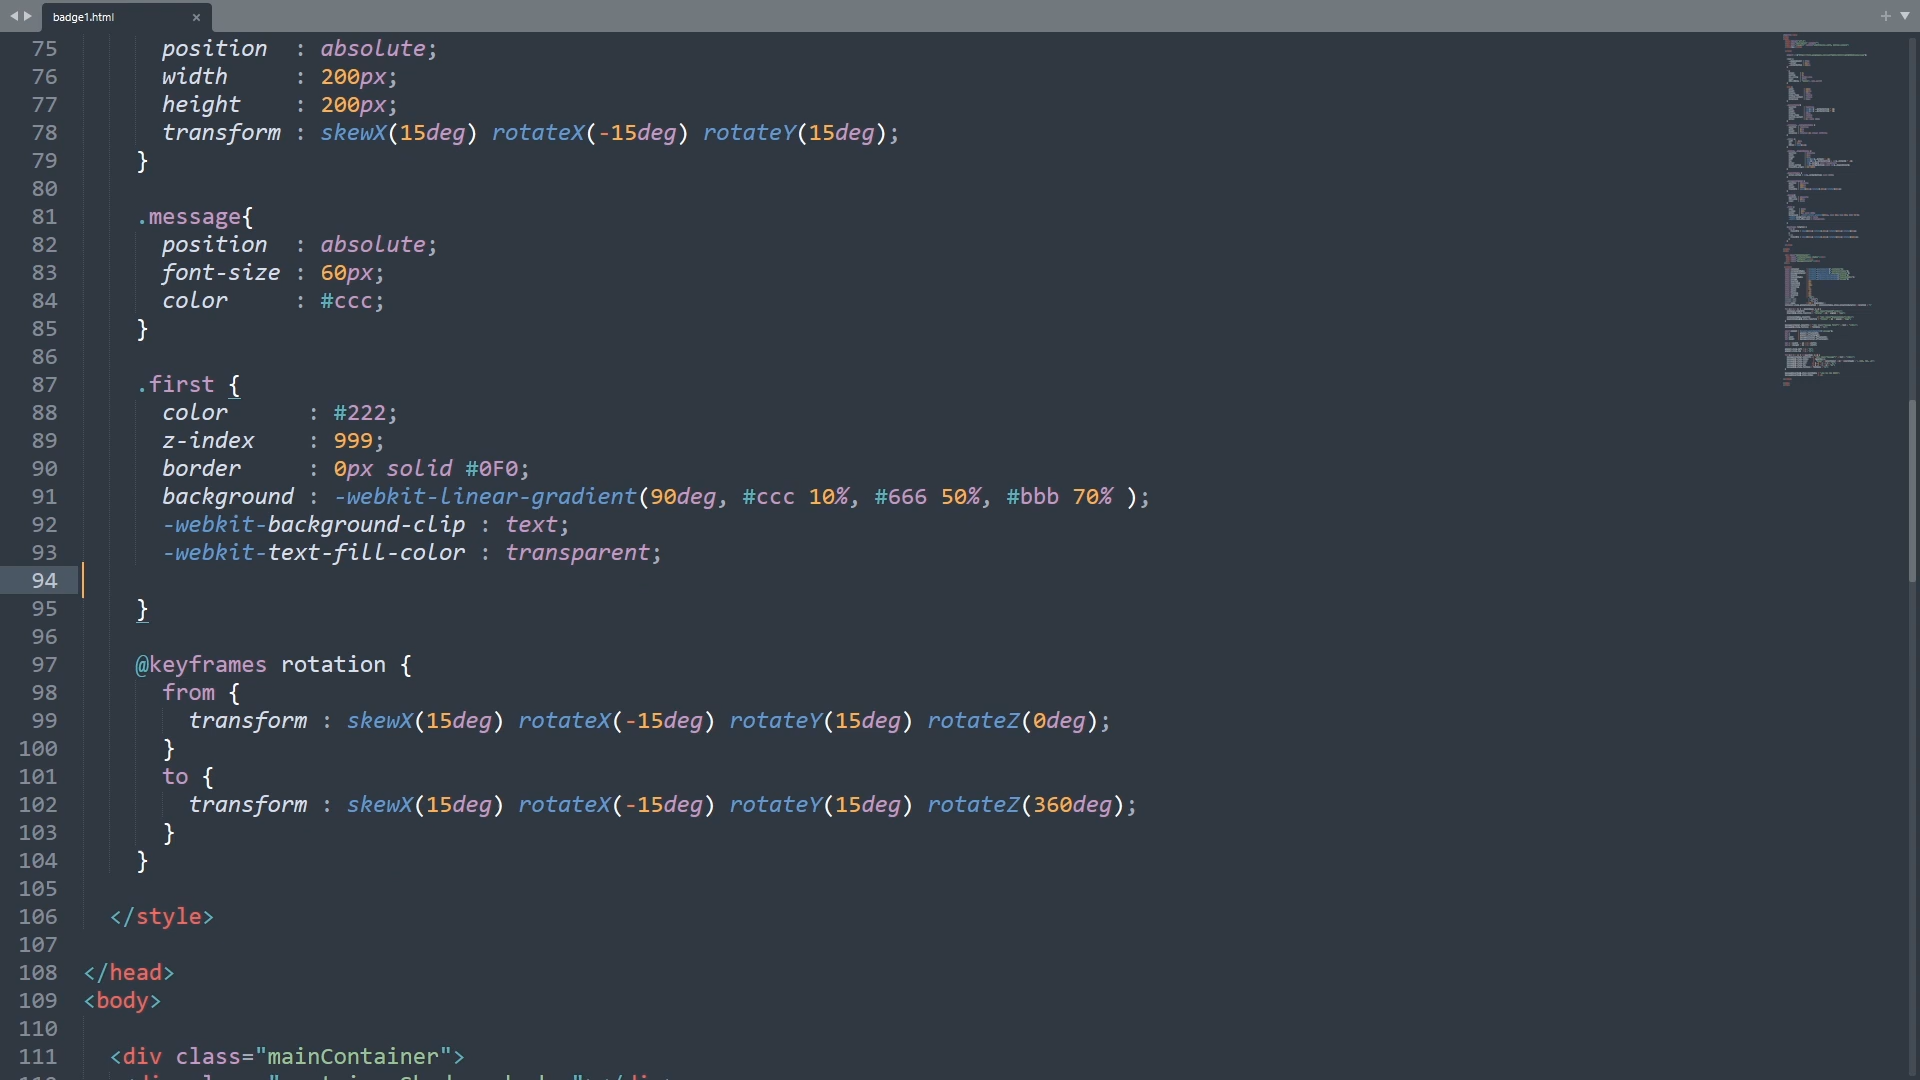 badge1.html
75 position : absolute;
76 width : 200px;
77 height : 200px;
78 transform : skewX(15deg) rotateX(-15deg) rotateY(15deg);
79 }
80
81 .message{
82 position : absolute;
83 font-size : 60px;
84 color : #ccc;
85 }
86
87 .first {
88 color : #222;
89 z-index : 999;
90 border : 0px solid #0F0;
91 background : -webkit-linear-gradient(90deg, #ccc 10%, #666 50%, #bbb 70% );
92 -webkit-background-clip : text;
93 -webkit-text-fill-color : transparent;
94
95 }
96
97 @keyframes rotation {
98 from {
99 transform : skewX(15deg) rotateX(-15deg) rotateY(15deg) rotateZ(0deg);
100 }
101 to {
102 transform : skewX(15deg) rotateX(-15deg) rotateY(15deg) rotateZ(360deg);
103 }
104 }
105
106 </style>
107
108 </head>
109 <body>
110
111 <div class="mainContainer">